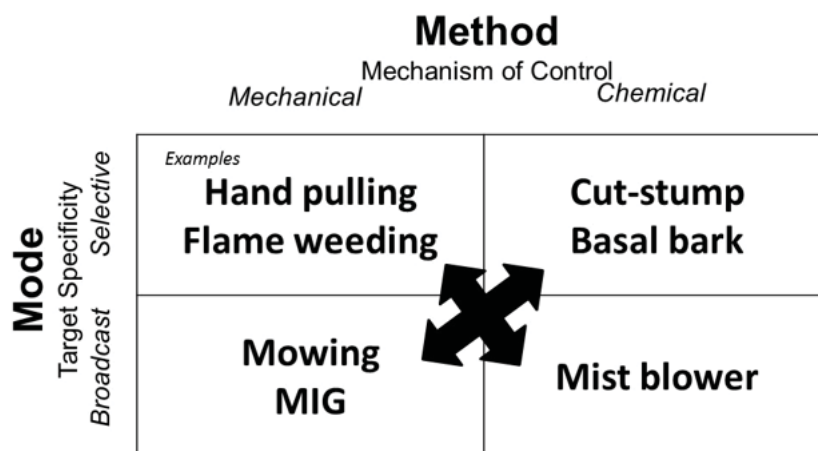 Method
Mechanism of Control
Mechanical
Chemical
Mode
Target Specificity
Selective
Examples
Hand pulling
Flame weeding
Cut-stump
Basal bark
Broadcast
Mowing
MIG
Mist blower